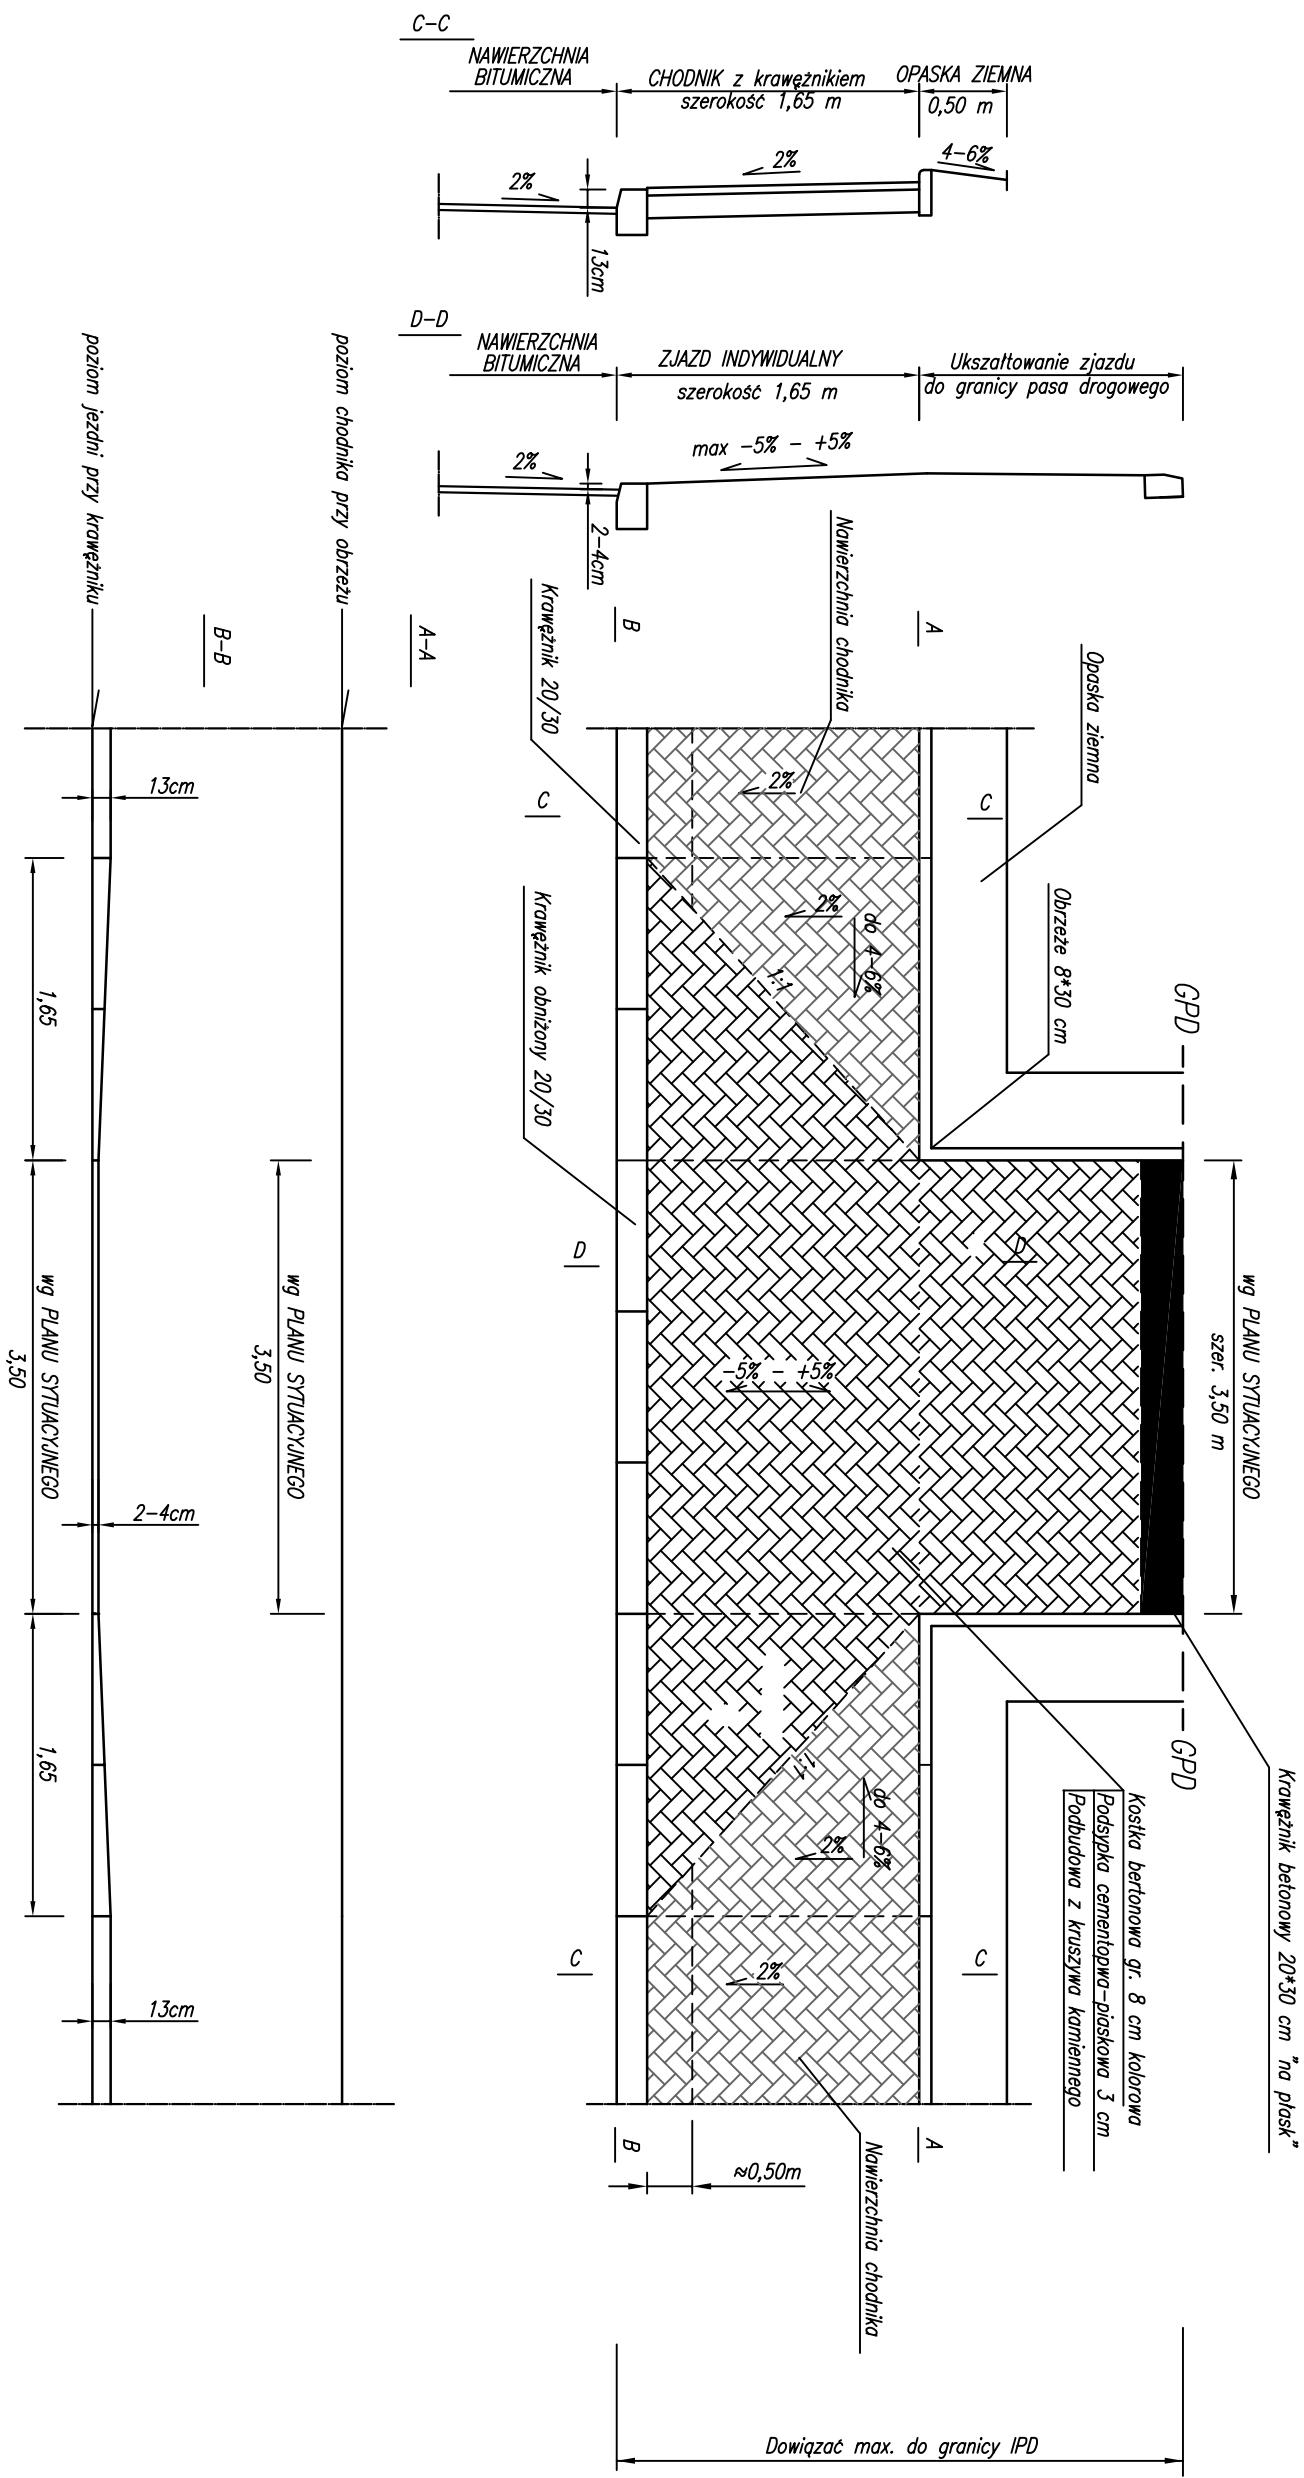 C-C
NAWIERZCHNIA
BITUMICZNA
CHODNIK z krawężnikiem
szerokość 1,65 m
OPASKA ZIEMNA
0,50 m
2%
2%
4-6%
13cm
D-D
NAWIERZCHNIA
BITUMICZNA
ZJAZD INDYWIDUALNY
szerokość 1,65 m
Ukształtowanie zjazdu
do granicy pasa drogowego
2%
max -5% - +5%
2-4cm
poziom jezdni przy krawężniku
poziom chodnika przy obrzeżu
B-B
A-A
Krawężnik 20/30
B
Nawierzchnia chodnika
A
Opaska ziemna
13cm
C
2%
C
Krawężnik obniżony 20/30
2%
do 4-6%
1:1
Obrzeże 8*30 cm
GPD
1,65
D
D
wg PLANU SYTUACYJNEGO
3,50
wg PLANU SYTUACYJNEGO
3,50
-5% - +5%
wg PLANU SYTUACYJNEGO
szer. 3,50 m
2-4cm
1,65
1:1
do 4-6%
2%
GPD
Krawężnik betonowy 20*30 cm "na płask"
Kostka bertonowa gr. 8 cm kolorowa
Podsypka cementopwa-piaskowa 3 cm
Podbudowa z kruszywa kamiennego
C
2%
C
13cm
B
A
≈0,50m
Nawierzchnia chodnika
Dowiązać max. do granicy IPD